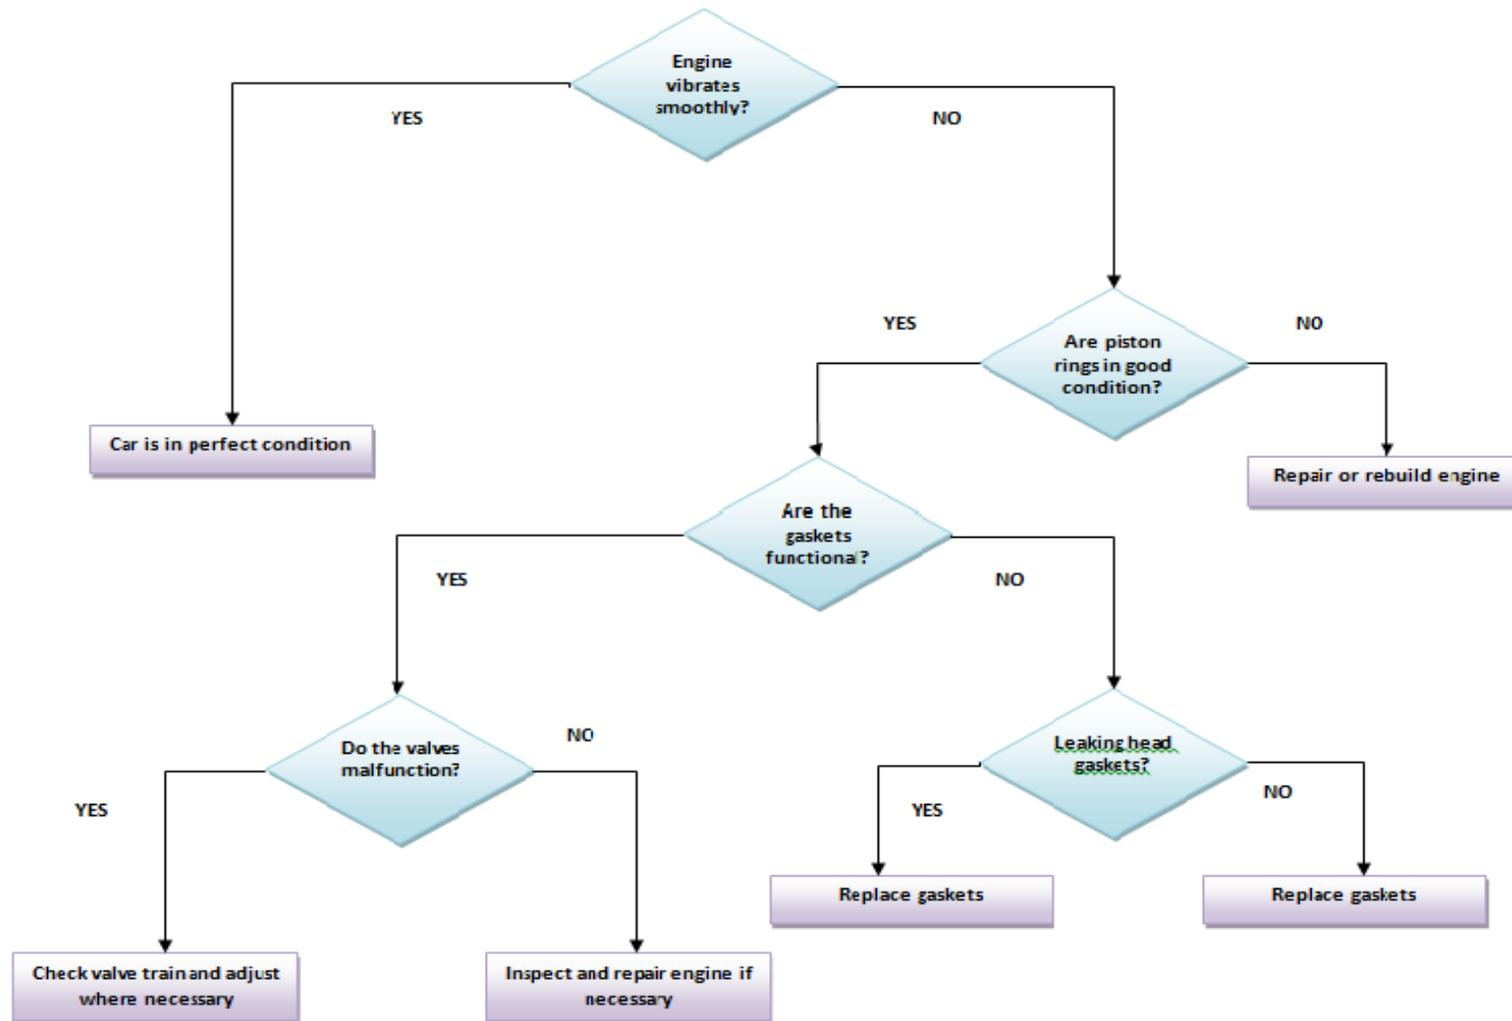 Engine
vibrates
smoothly?
YES
NO
YES
NO
Are piston
rings in good
condition?
Car is in perfect condition
Repair or rebuild engine
Are the
gaskets
functional?
YES
NO
Do the valves
malfunction?
NO
YES
Leaking head
gaskets?
YES
NO
Replace gaskets
Replace gaskets
Check valve train and adjust
where necessary
Inspect and repair engine if
necessary